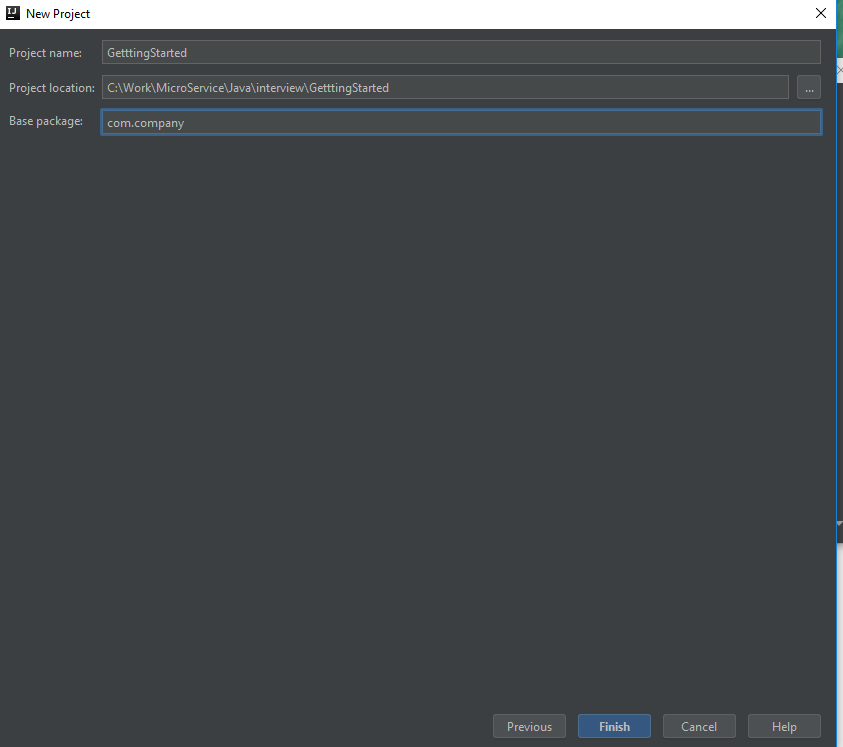 IJ New Project
Project name: GetttingStarted
Project location: C:\Work\MicroService\Java\interview\GetttingStarted ...
Base package: com.company
Previous Finish Cancel Help